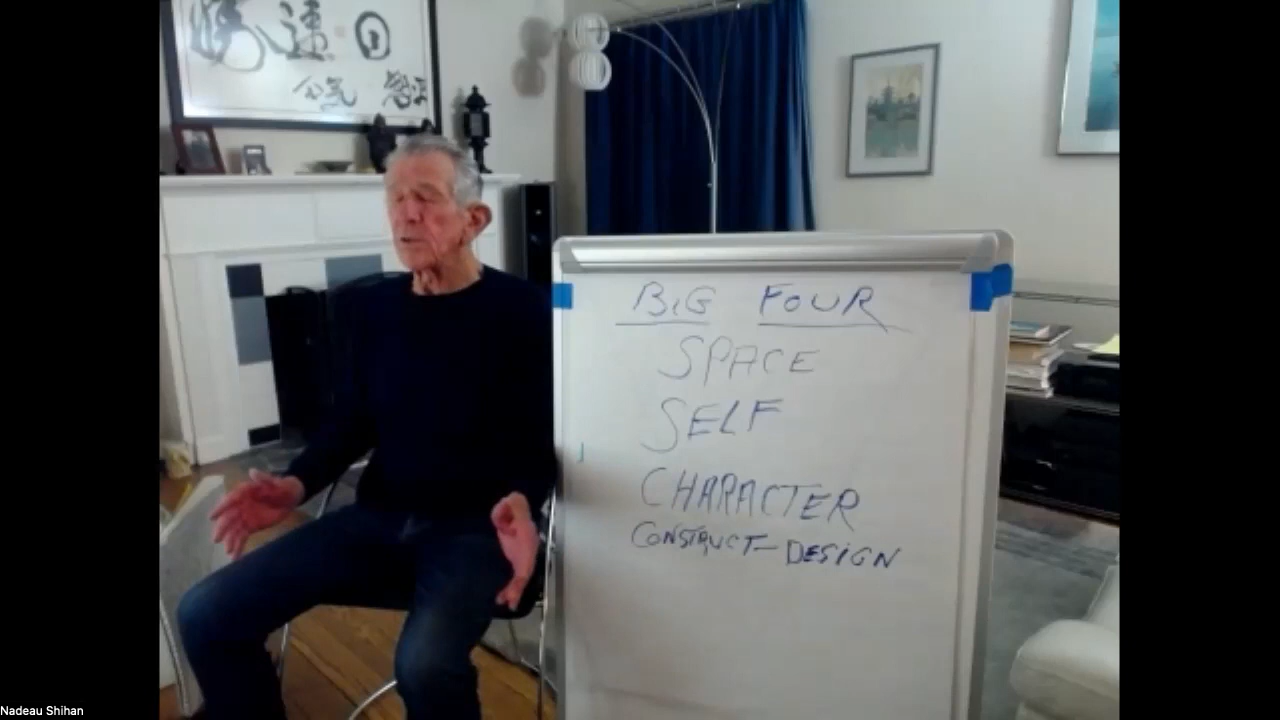 BIG FOUR
SPACE
SELF
CHARACTER
CONSTRUCT-DESIGN
Nadeau Shihan